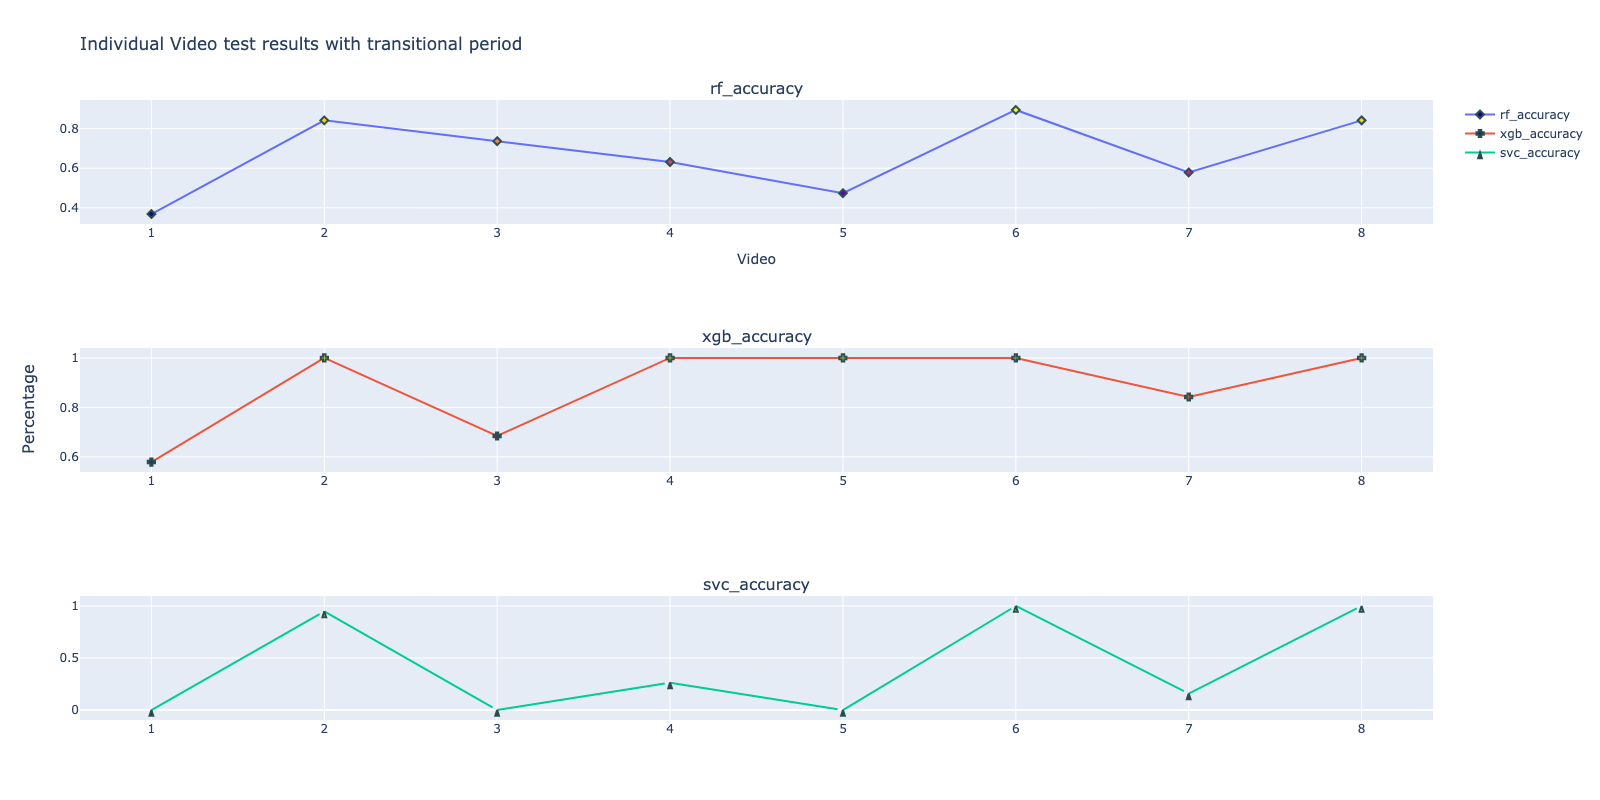 Individual Video test results with transitional period
rf_accuracy
0.8
0.6
0.4
1 2 3 4 5 6 7 8
Video
rf_accuracy
xgb_accuracy
svc_accuracy
xgb_accuracy
Percentage
1
0.8
0.6
1 2 3 4 5 6 7 8
svc_accuracy
1
0.5
0
1 2 3 4 5 6 7 8